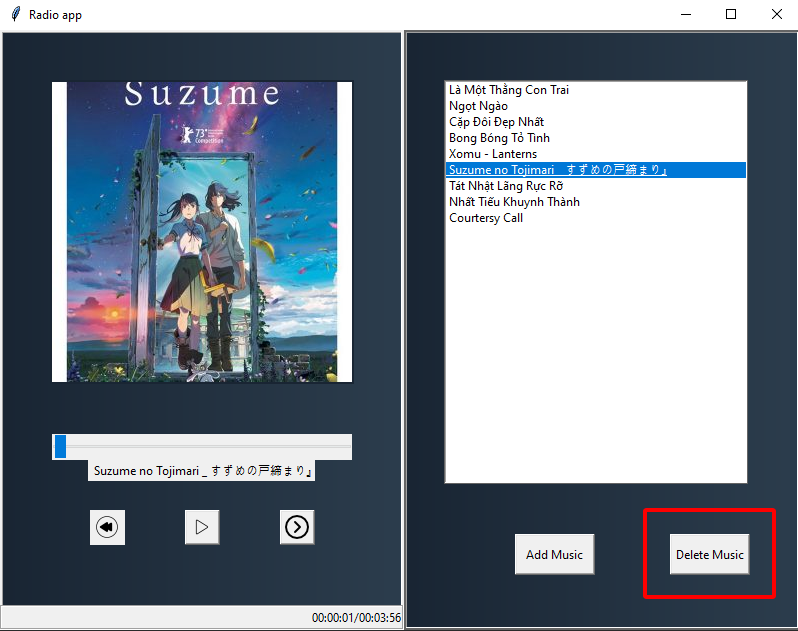 Radio app
Suzume
73"
Competition
Suzume no Tojimari _ すずめの戸締まり』
00:00:01/00:03:56
Là Một Thằng Con Trai
Ngọt Ngào
Cặp Đôi Đẹp Nhất
Bong Bóng Tỏ Tình
Xomu - Lanterns
Suzume no Tojimari _ すずめの戸締まり』
Tát Nhật Lãng Rực Rỡ
Nhất Tiếu Khuynh Thành
Courtersy Call
Add Music
Delete Music